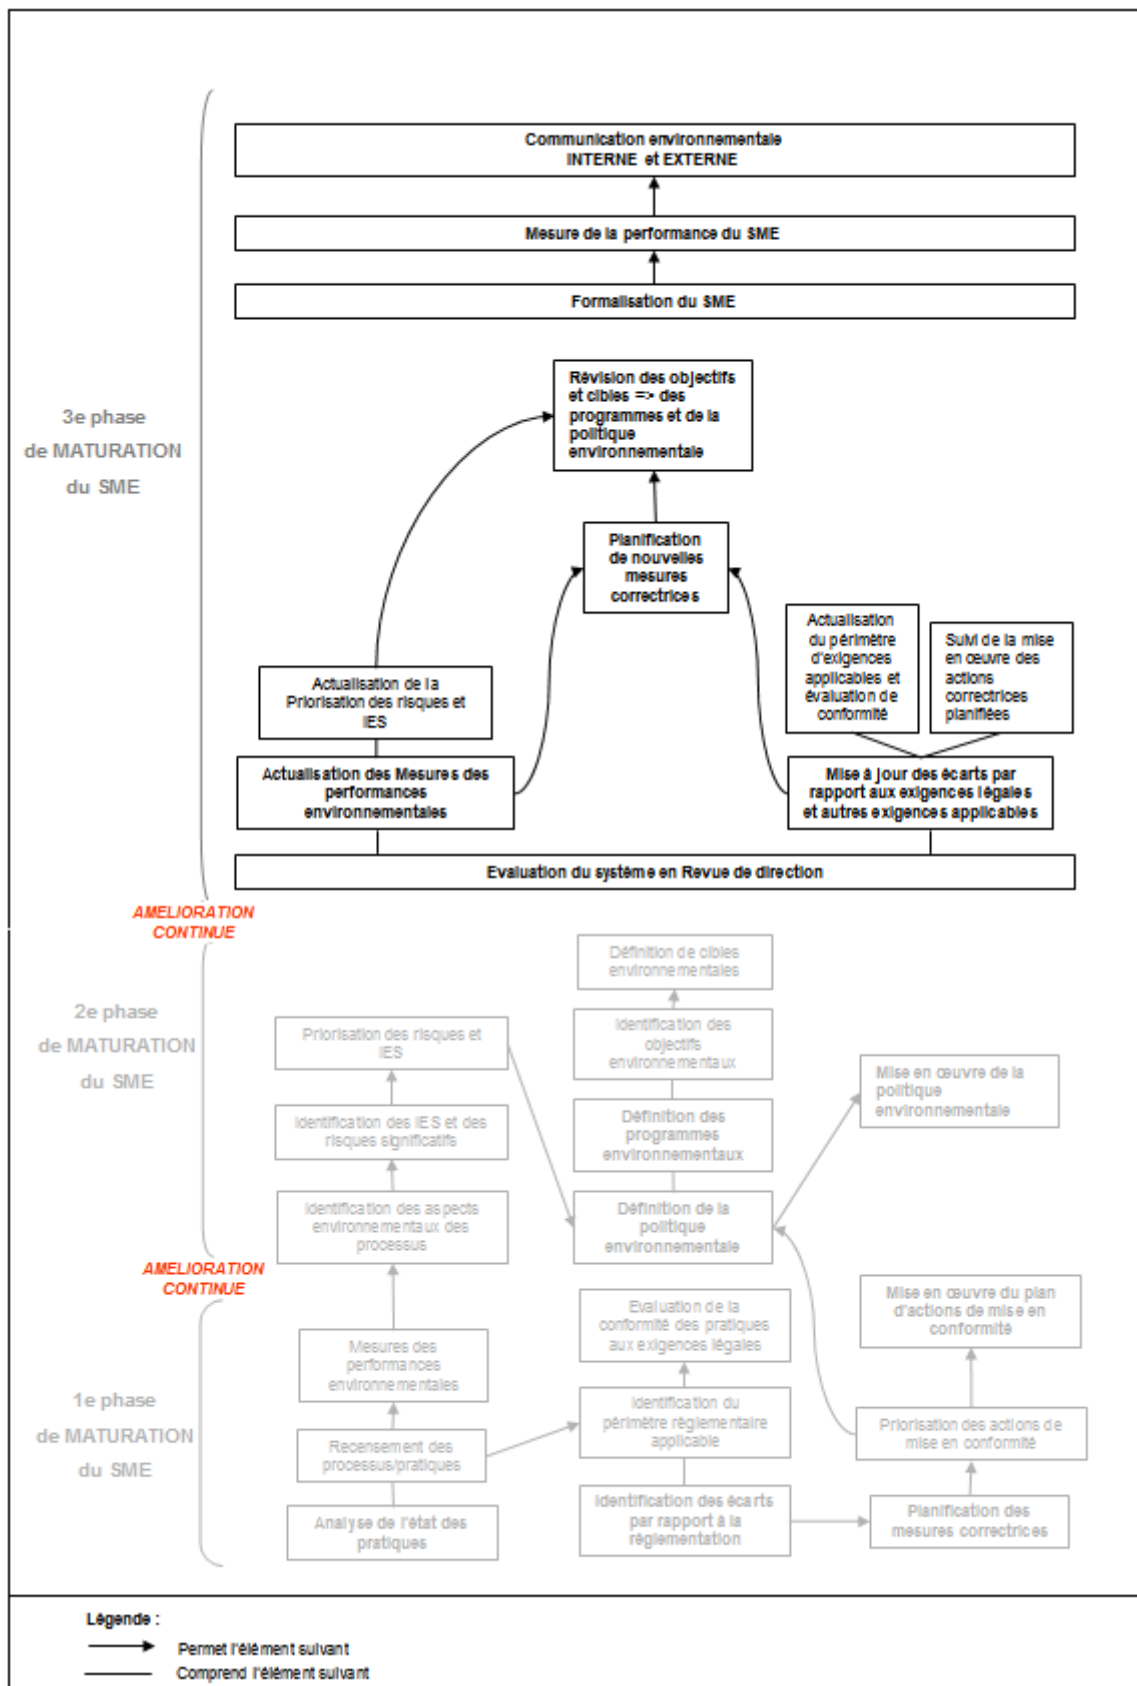 Communication environnementale
INTERNE et EXTERNE
Mesure de la performance du SME
Formalisation du SME
Révision des objectifs
et cibles => des
programmes et de la
politique
environnementale
3e phase
de MATURATION
du SME
Planification
de nouvelles
mesures
correctrices
Actualisation
du périmètre
d'exigences
applicables et
évaluation de
conformité
Suivi de la mise
en œuvre des
actions
correctrices
planifiées
Actualisation de la
Priorisation des risques et
IES
Actualisation des Mesures des
performances
environnementales
Mise à jour des écarts par
rapport aux exigences légales
et autres exigences applicables
Evaluation du système en Revue de direction
AMELIORATION
CONTINUE
2e phase
de MATURATION
du SME
Définition de cibles
environnementales
Priorisation des risques et
IES
Identification des
objectifs
environnementaux
Mise en œuvre de la
politique
environnementale
Identification des IES et des
risques significatifs
Définition des
programmes
environnementaux
Identification des aspects
environnementaux des
processus
Définition de la
politique
environnementale
AMELIORATION
CONTINUE
1e phase
de MATURATION
du SME
Mesures des
performances
environnementales
Evaluation de la
conformité des pratiques
aux exigences légales
Mise en œuvre du plan
d'actions de mise en
conformité
Recensement des
processus/pratiques
Identification du
périmètre règlementaire
applicable
Priorisation des actions de
mise en conformité
Analyse de l'état des
pratiques
Identification des écarts
par rapport à la
règlementation
Planification des
mesures correctrices
Légende :
Permet l'élément suivant
Comprend l'élément suivant